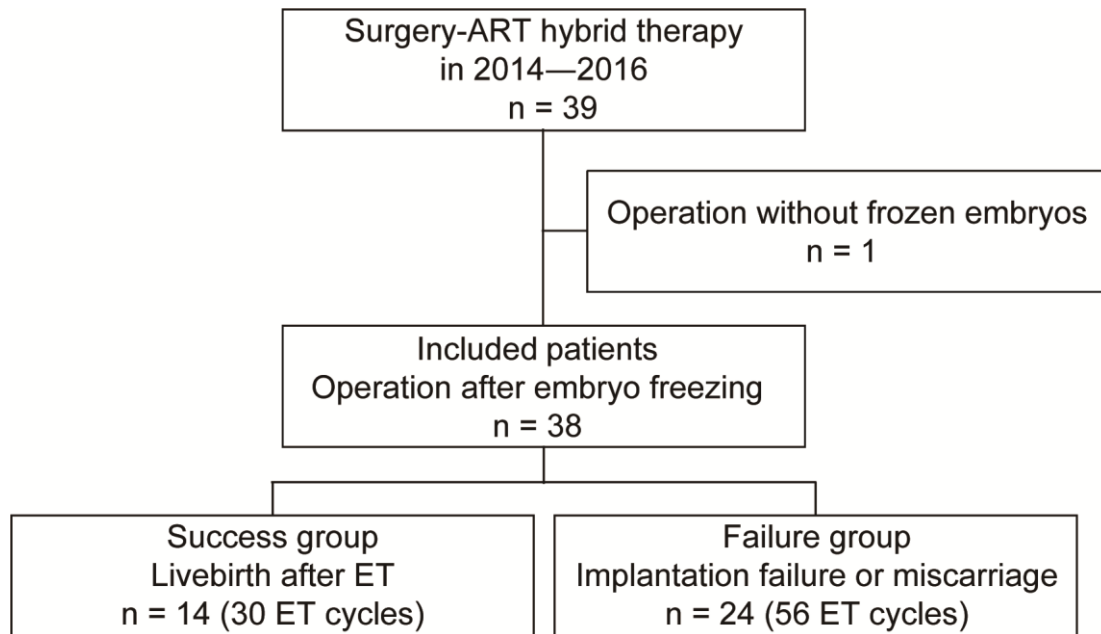 Surgery-ART hybrid therapy
in 2014—2016
n = 39
Operation without frozen embryos
n = 1
Included patients
Operation after embryo freezing
n = 38
Success group
Livebirth after ET
n = 14 (30 ET cycles)
Failure group
Implantation failure or miscarriage
n = 24 (56 ET cycles)